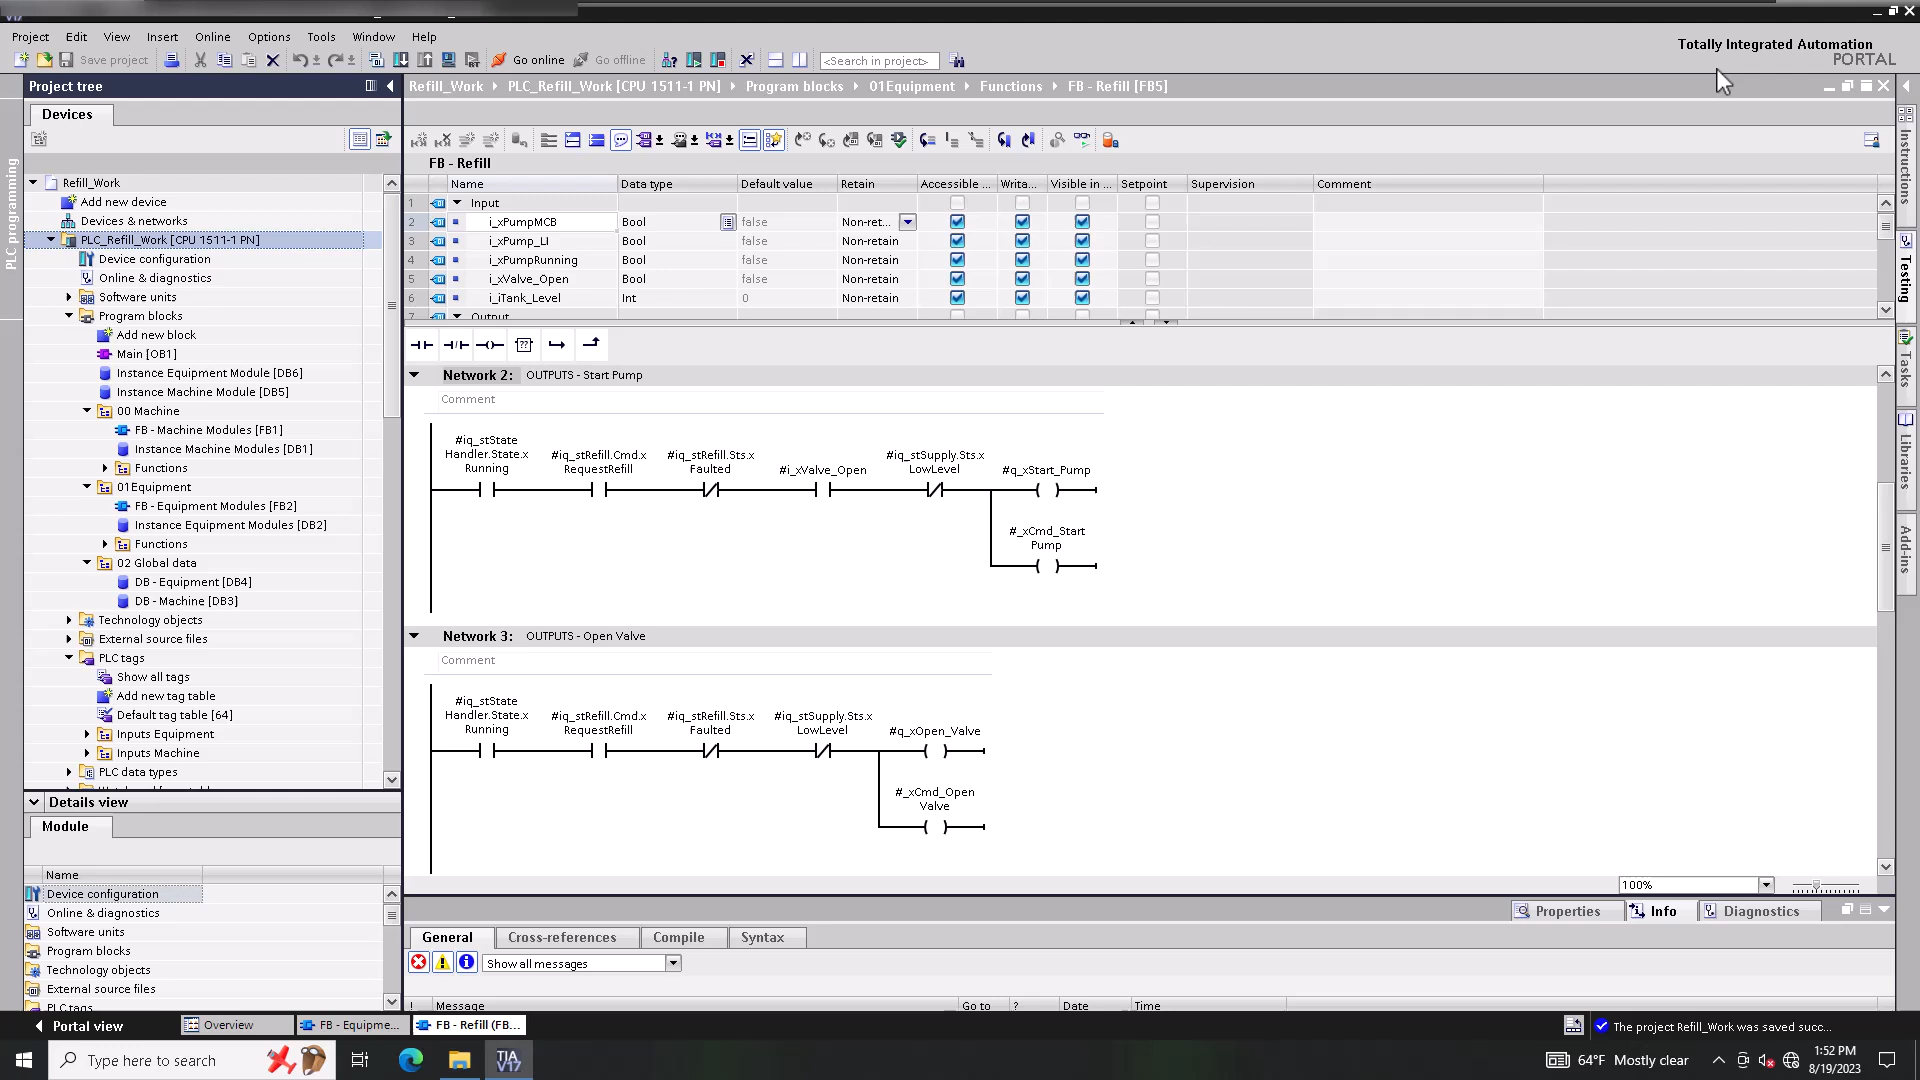 Project Edit View Insert Online Options Tools Window Help
Totally Integrated Automation
PORTAL
Save project
Go online
Go offline
<Search in project>
Project tree
Refill_Work
PLC_Refill_Work [CPU 1511-1 PN]
Program blocks
01Equipment
Functions
FB - Refill [FB5]
PLC programming
Devices
Refill_Work
Add new device
Devices & networks
PLC_Refill_Work [CPU 1511-1 PN]
Device configuration
Online & diagnostics
Software units
Program blocks
Add new block
Main [OB1]
Instance Equipment Module [DB6]
Instance Machine Module [DB5]
00 Machine
FB - Machine Modules [FB1]
Instance Machine Modules [DB1]
Functions
01Equipment
FB - Equipment Modules [FB2]
Instance Equipment Modules [DB2]
Functions
02 Global data
DB - Equipment [DB4]
DB - Machine [DB3]
Technology objects
External source files
PLC tags
Show all tags
Add new tag table
Default tag table [64]
Inputs Equipment
Inputs Machine
PLC data types
Details view
Module
Name
Device configuration
Online & diagnostics
Software units
Program blocks
Technology objects
External source files
PLC tags
FB - Refill
Name Data type Default value Retain Accessible ... Writa... Visible in ... Setpoint Supervision Comment
1 Input
2 i_xPumpMCB Bool false Non-ret...
3 i_xPump_LI Bool false Non-retain
4 i_xPumpRunning Bool false Non-retain
5 i_xValve_Open Bool false Non-retain
6 i_iTank_Level Int 0 Non-retain
7 Output
??
Network 2: OUTPUTS - Start Pump
Comment
#iq_stState
Handler.State.x
Running
#iq_stRefill.Cmd.x
RequestRefill
#iq_stRefill.Sts.x
Faulted
#i_xValve_Open
#iq_stSupply.Sts.x
LowLevel
#q_xStart_Pump
#_xCmd_Start
Pump
Network 3: OUTPUTS - Open Valve
Comment
#iq_stState
Handler.State.x
Running
#iq_stRefill.Cmd.x
RequestRefill
#iq_stRefill.Sts.x
Faulted
#iq_stSupply.Sts.x
LowLevel
#q_xOpen_Valve
#_xCmd_Open
Valve
100%
Properties
Info
Diagnostics
General
Cross-references
Compile
Syntax
Show all messages
! Message Go to ? Date Time
Instructions
Testing
Tasks
Libraries
Add-ins
Portal view
Overview
FB - Equipme...
FB - Refill (FB...
The project Refill_Work was saved succ...
Type here to search
TIA
V17
64°F Mostly clear
1:52 PM
8/19/2023